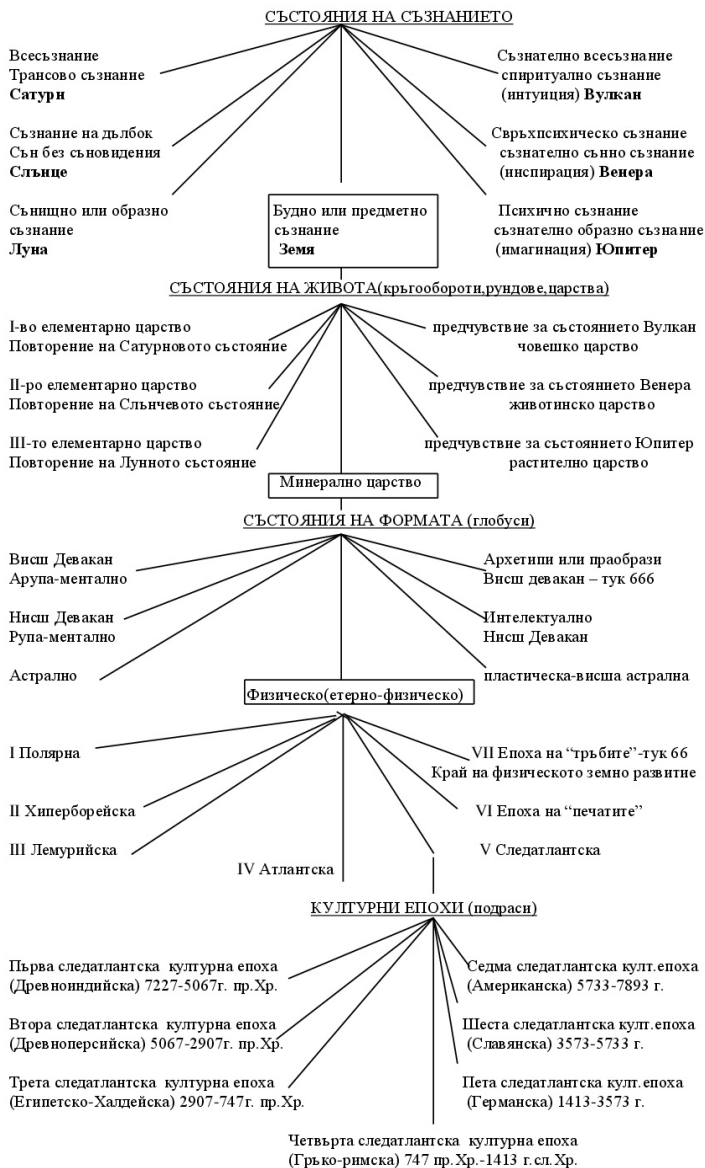 СЪСТОЯНИЯ НА СЪЗНАНИЕТО
Всесъзнание
Трансово съзнание
Сатурн
Съзнание на дълбок
Сън без съновидения
Слънце
Сънищно или образно
съзнание
Луна
Будно или предметно
съзнание
Земя
Съзнателно всесъзнание
спиритуално съзнание
(интуиция) Вулкан
Свръхпсихическо съзнание
съзнателно сънно съзнание
(инспирация) Венера
Психично съзнание
съзнателно образно съзнание
(имагинация) Юпитер
СЪСТОЯНИЯ НА ЖИВОТА(кръгообороти,рундове,царства)
I-во елементарно царство
Повторение на Сатурновото състояние
II-ро елементарно царство
Повторение на Слънчевото състояние
III-то елементарно царство
Повторение на Лунното състояние
предчувствие за състоянието Вулкан
човешко царство
предчувствие за състоянието Венера
животинско царство
предчувствие за състоянието Юпитер
растително царство
Минерално царство
СЪСТОЯНИЯ НА ФОРМАТА (глобуси)
Висш Девакан
Арупа-ментално
Нисш Девакан
Рупа-ментално
Астрално
Архетипи или праобрази
Висш девакан – тук 666
Интелектуално
Нисш Девакан
пластическа-висша астрална
Физическо(етерно-физическо)
I Полярна
II Хиперборейска
III Лемурийска
IV Атлантска
VII Епоха на “тръбите”-тук 66
Край на физическото земно развитие
VI Епоха на “печатите”
V Следатлантска
КУЛТУРНИ ЕПОХИ (подраси)
Първа следатлантска културна епоха
(Древноиндийска) 7227-5067г. пр.Хр.
Втора следатлантска културна епоха
(Древноперсийска) 5067-2907г. пр.Хр.
Трета следатлантска културна епоха
(Египетско-Халдейска) 2907-747г. пр.Хр.
Седма следатлантска култ.епоха
(Американска) 5733-7893 г.
Шеста следатлантска култ.епоха
(Славянска) 3573-5733 г.
Пета следатлантска култ.епоха
(Германска) 1413-3573 г.
Четвърта следатлантска културна епоха
(Гръко-римска) 747 пр.Хр.-1413 г.сл.Хр.